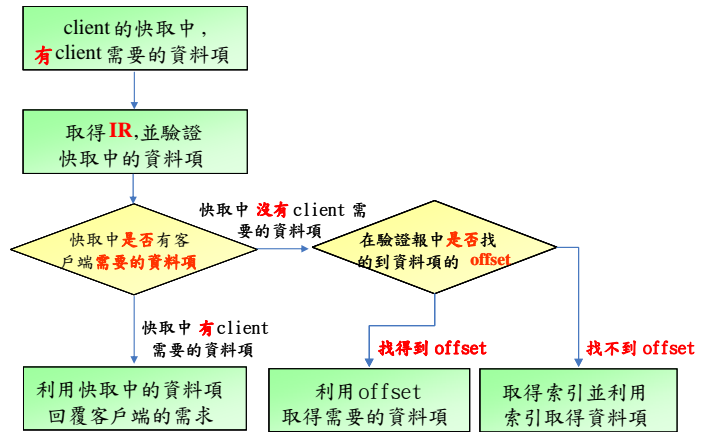 client的快取中,
有client需要的資料項
取得IR,並驗證
快取中的資料項
快取中 沒有 client 需
要的資料項
快取中是否有客
戶端需要的資料項
在驗證報中是否找
的到資料項的 offset
快取中 有client
需要的資料項
找得到 offset
找不到 offset
利用快取中的資料項
回覆客戶端的需求
利用offset
取得需要的資料項
取得索引並利用
索引取得資料項